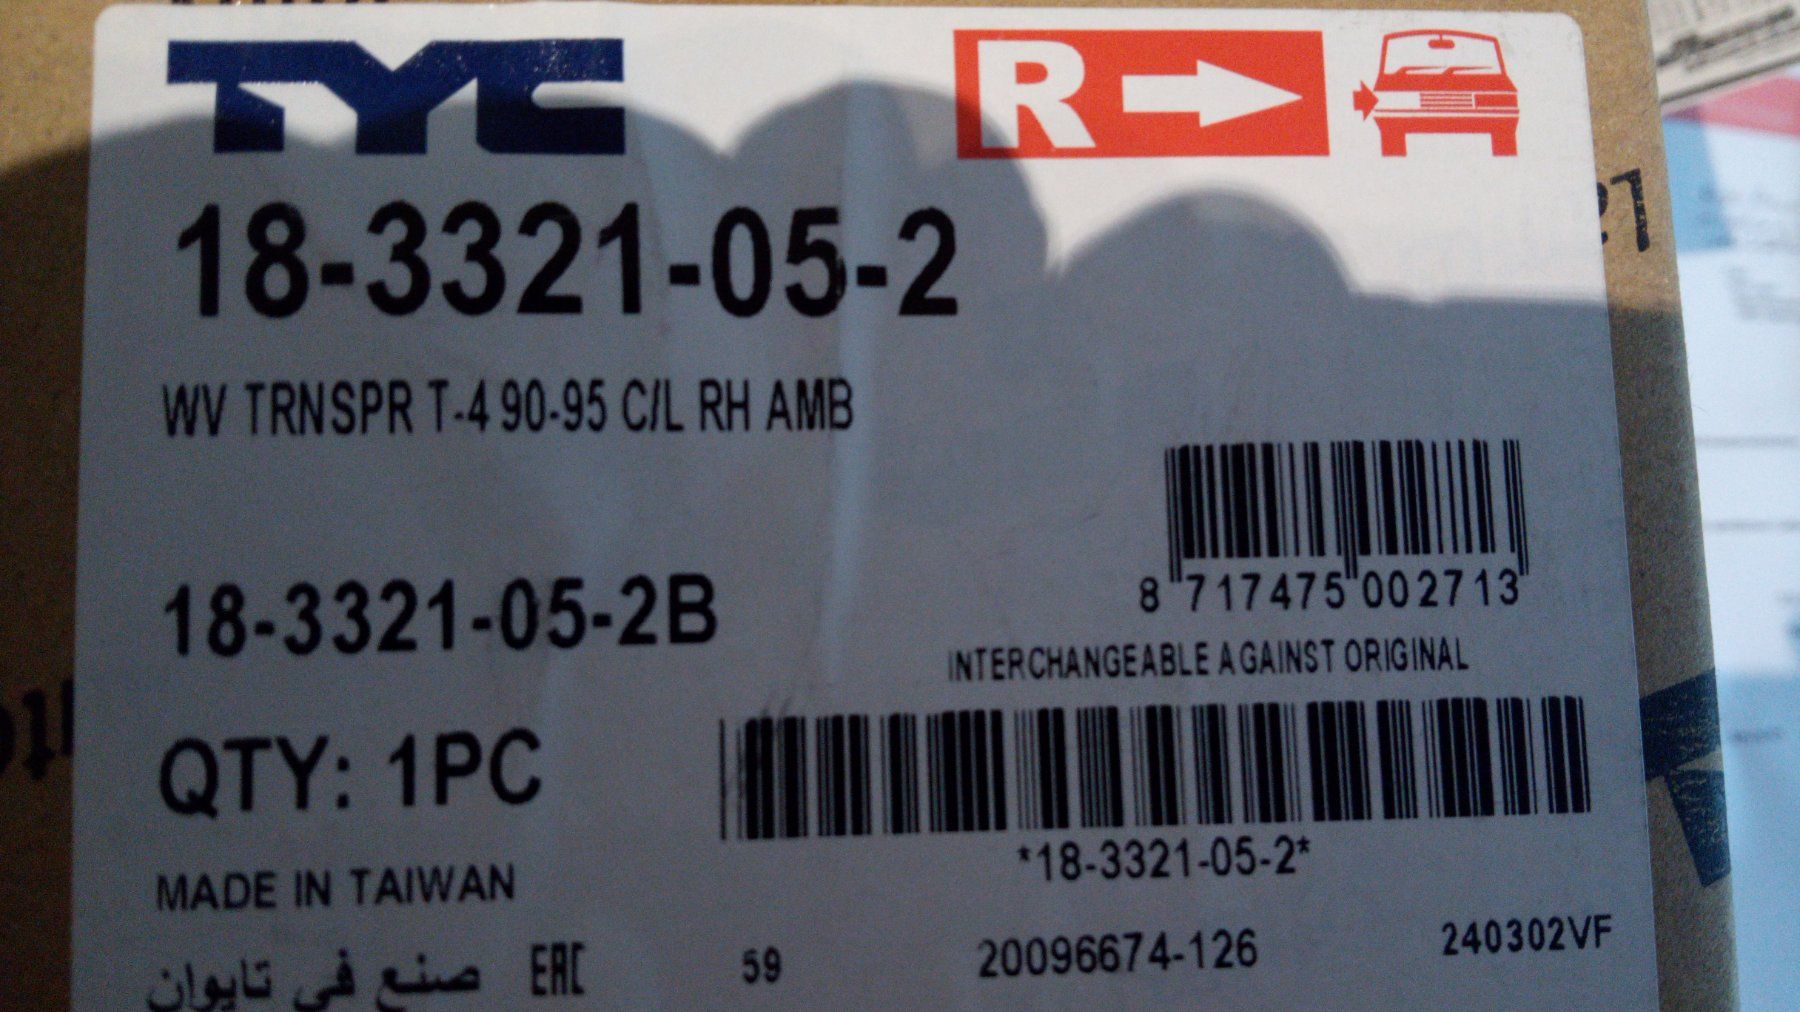 TYC R
18-3321-05-2
WV TRNSPR T-4 90-95 C/L RH AMB
8 717475 002713
18-3321-05-2B
INTERCHANGEABLE AGAINST ORIGINAL
QTY: 1PC
*18-3321-05-2*
MADE IN TAIWAN
صنع في تايوان EAC 59 20096674-126 240302VF